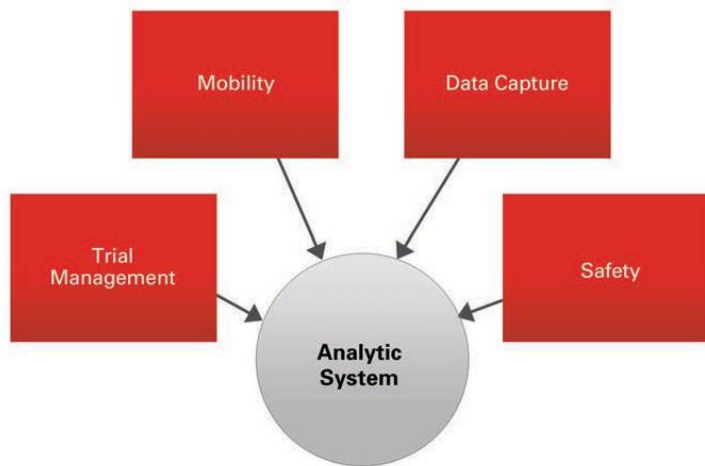 Mobility
Data Capture
Trial
Management
Safety
Analytic
System